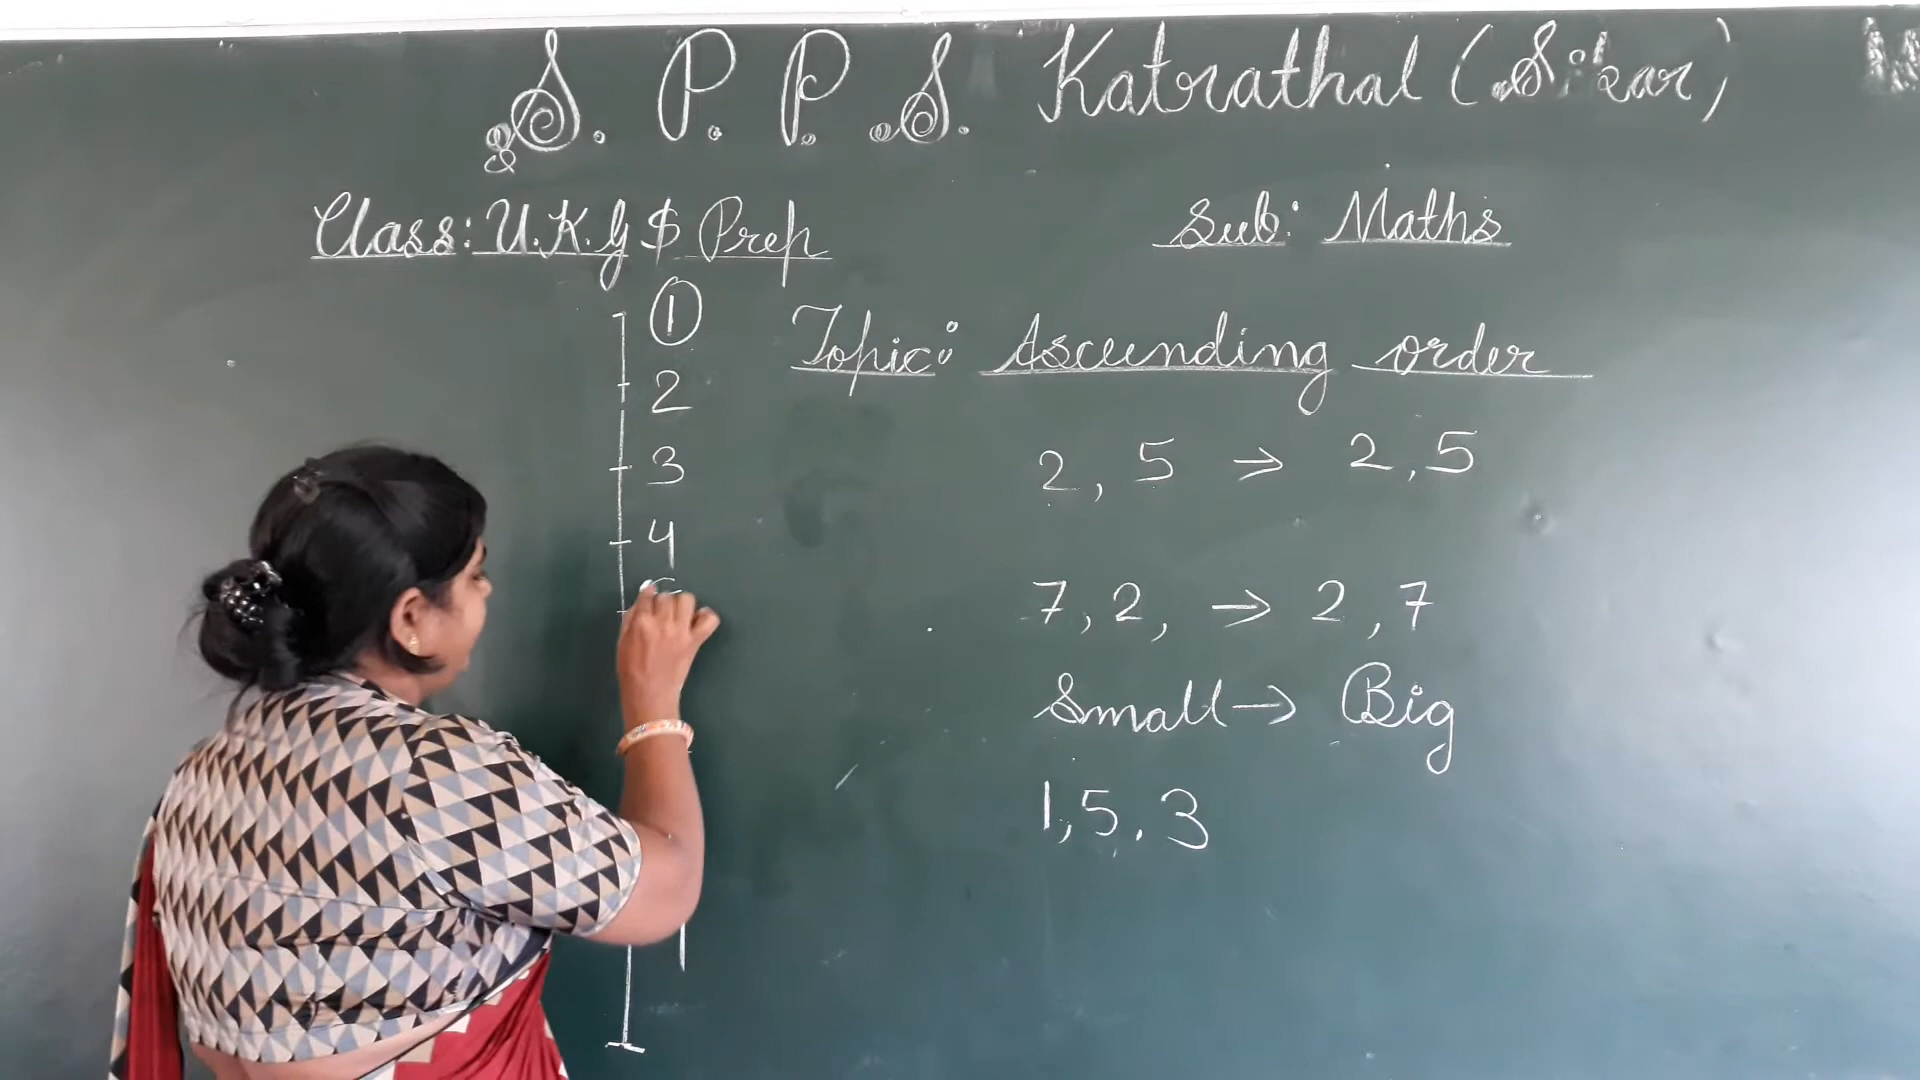 S. P. P. S. Katrathal (Sikar)
Class: U.K.G $ Prep
Sub: Maths
Topic: Ascending order
1
2
3
4
2, 5 → 2, 5
7, 2, → 2, 7
Small → Big
1, 5, 3